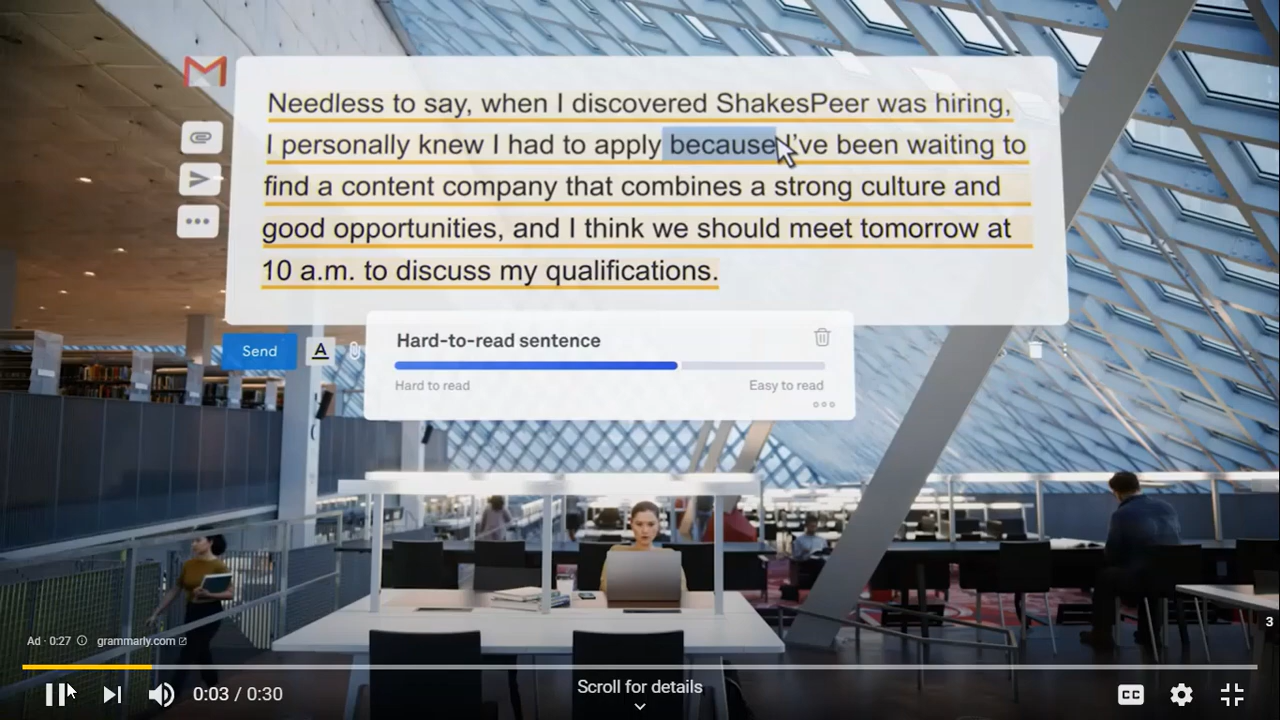 Needless to say, when I discovered ShakesPeer was hiring,
I personally knew I had to apply because I've been waiting to
find a content company that combines a strong culture and
good opportunities, and I think we should meet tomorrow at
10 a.m. to discuss my qualifications.
Send
A
Hard-to-read sentence
Hard to read
Easy to read
Ad · 0:27
grammarly.com
3
0:03 / 0:30
Scroll for details
CC